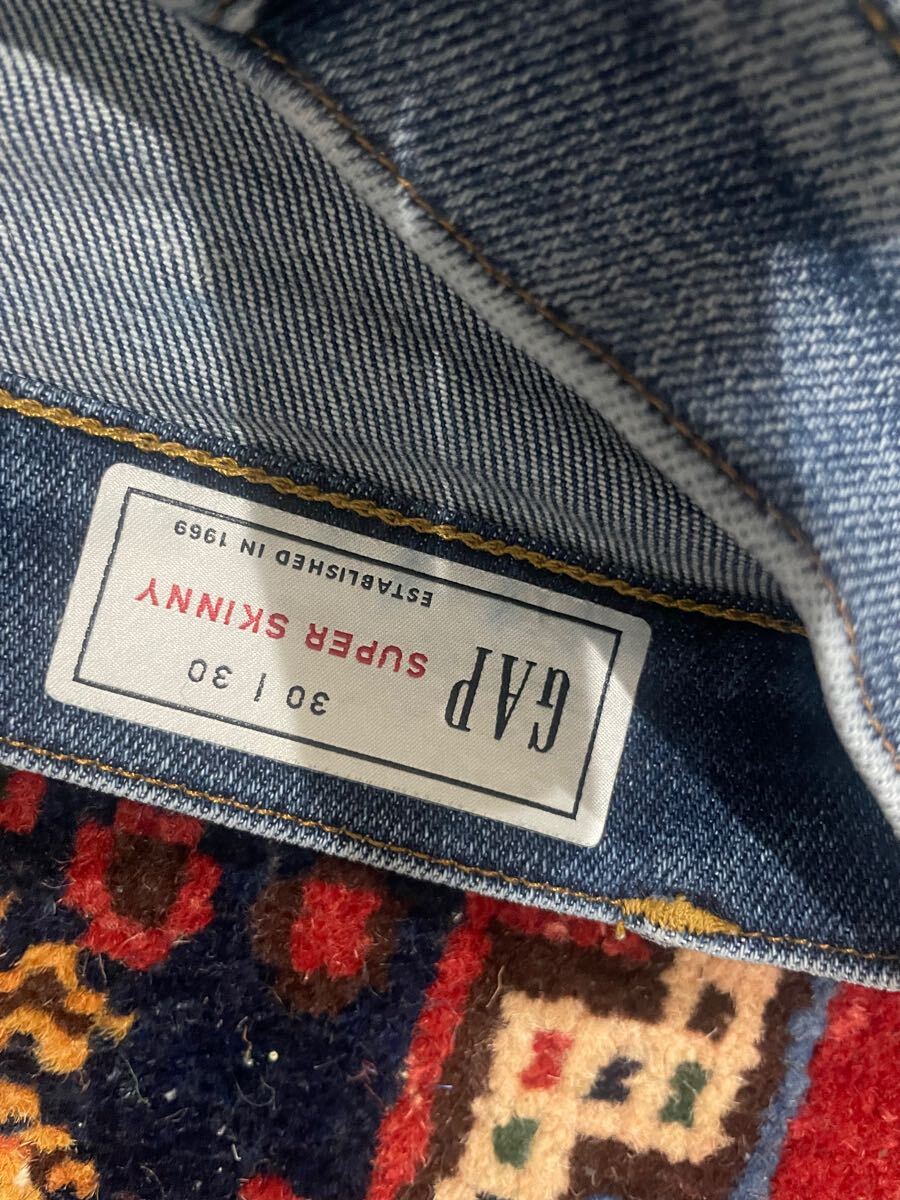 GAP
30 | 30
SUPER SKINNY
ESTABLISHED IN 1969